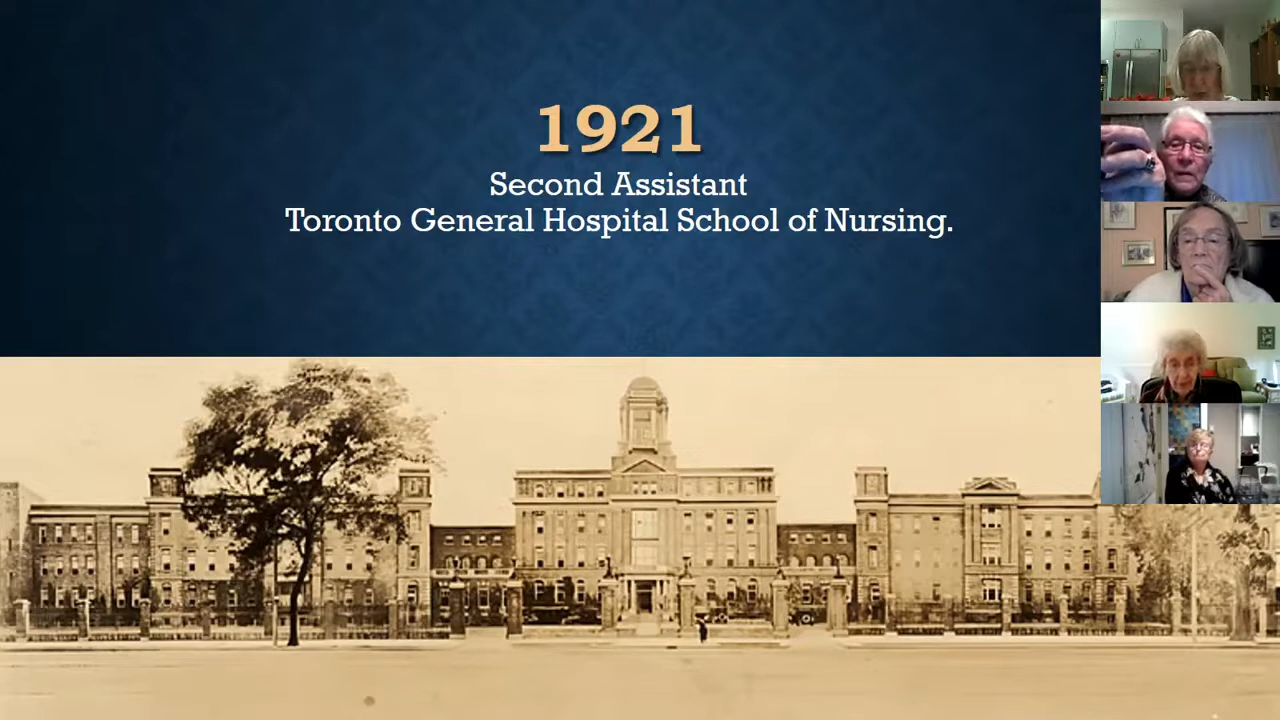 1921
Second Assistant
Toronto General Hospital School of Nursing.